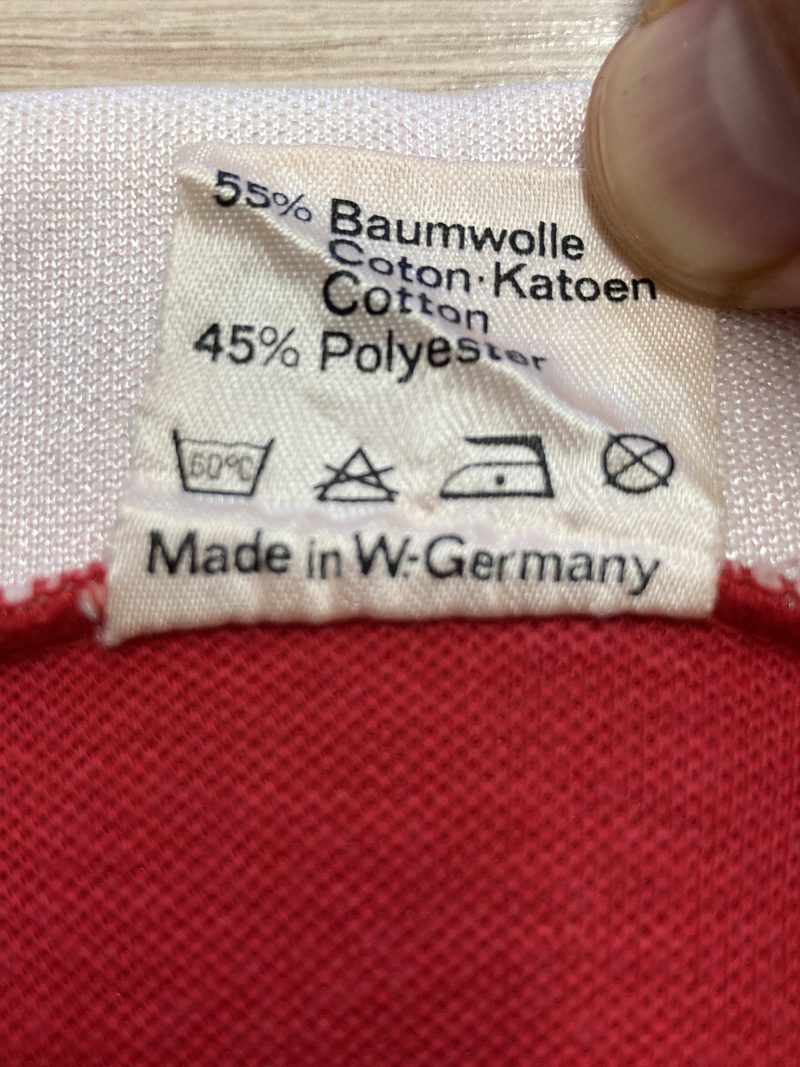 55% Baumwolle
Coton·Katoen
Cotton
45% Polyester
60°C
Made in W.-Germany